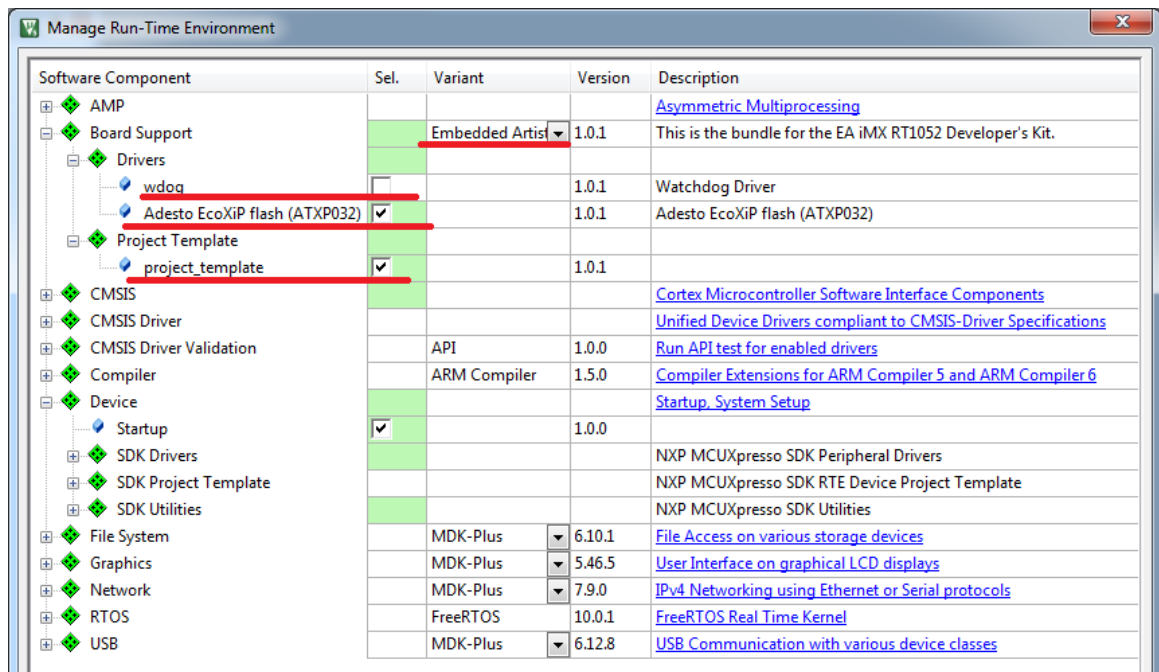 Manage Run-Time Environment
Software Component Sel. Variant Version Description
AMP Asymmetric Multiprocessing
Board Support Embedded Artist 1.0.1 This is the bundle for the EA iMX RT1052 Developer's Kit.
Drivers
wdog 1.0.1 Watchdog Driver
Adesto EcoXiP flash (ATXP032) 1.0.1 Adesto EcoXiP flash (ATXP032)
Project Template
project_template 1.0.1
CMSIS Cortex Microcontroller Software Interface Components
CMSIS Driver Unified Device Drivers compliant to CMSIS-Driver Specifications
CMSIS Driver Validation API 1.0.0 Run API test for enabled drivers
Compiler ARM Compiler 1.5.0 Compiler Extensions for ARM Compiler 5 and ARM Compiler 6
Device Startup, System Setup
Startup 1.0.0
SDK Drivers NXP MCUXpresso SDK Peripheral Drivers
SDK Project Template NXP MCUXpresso SDK RTE Device Project Template
SDK Utilities NXP MCUXpresso SDK Utilities
File System MDK-Plus 6.10.1 File Access on various storage devices
Graphics MDK-Plus 5.46.5 User Interface on graphical LCD displays
Network MDK-Plus 7.9.0 IPv4 Networking using Ethernet or Serial protocols
RTOS FreeRTOS 10.0.1 FreeRTOS Real Time Kernel
USB MDK-Plus 6.12.8 USB Communication with various device classes